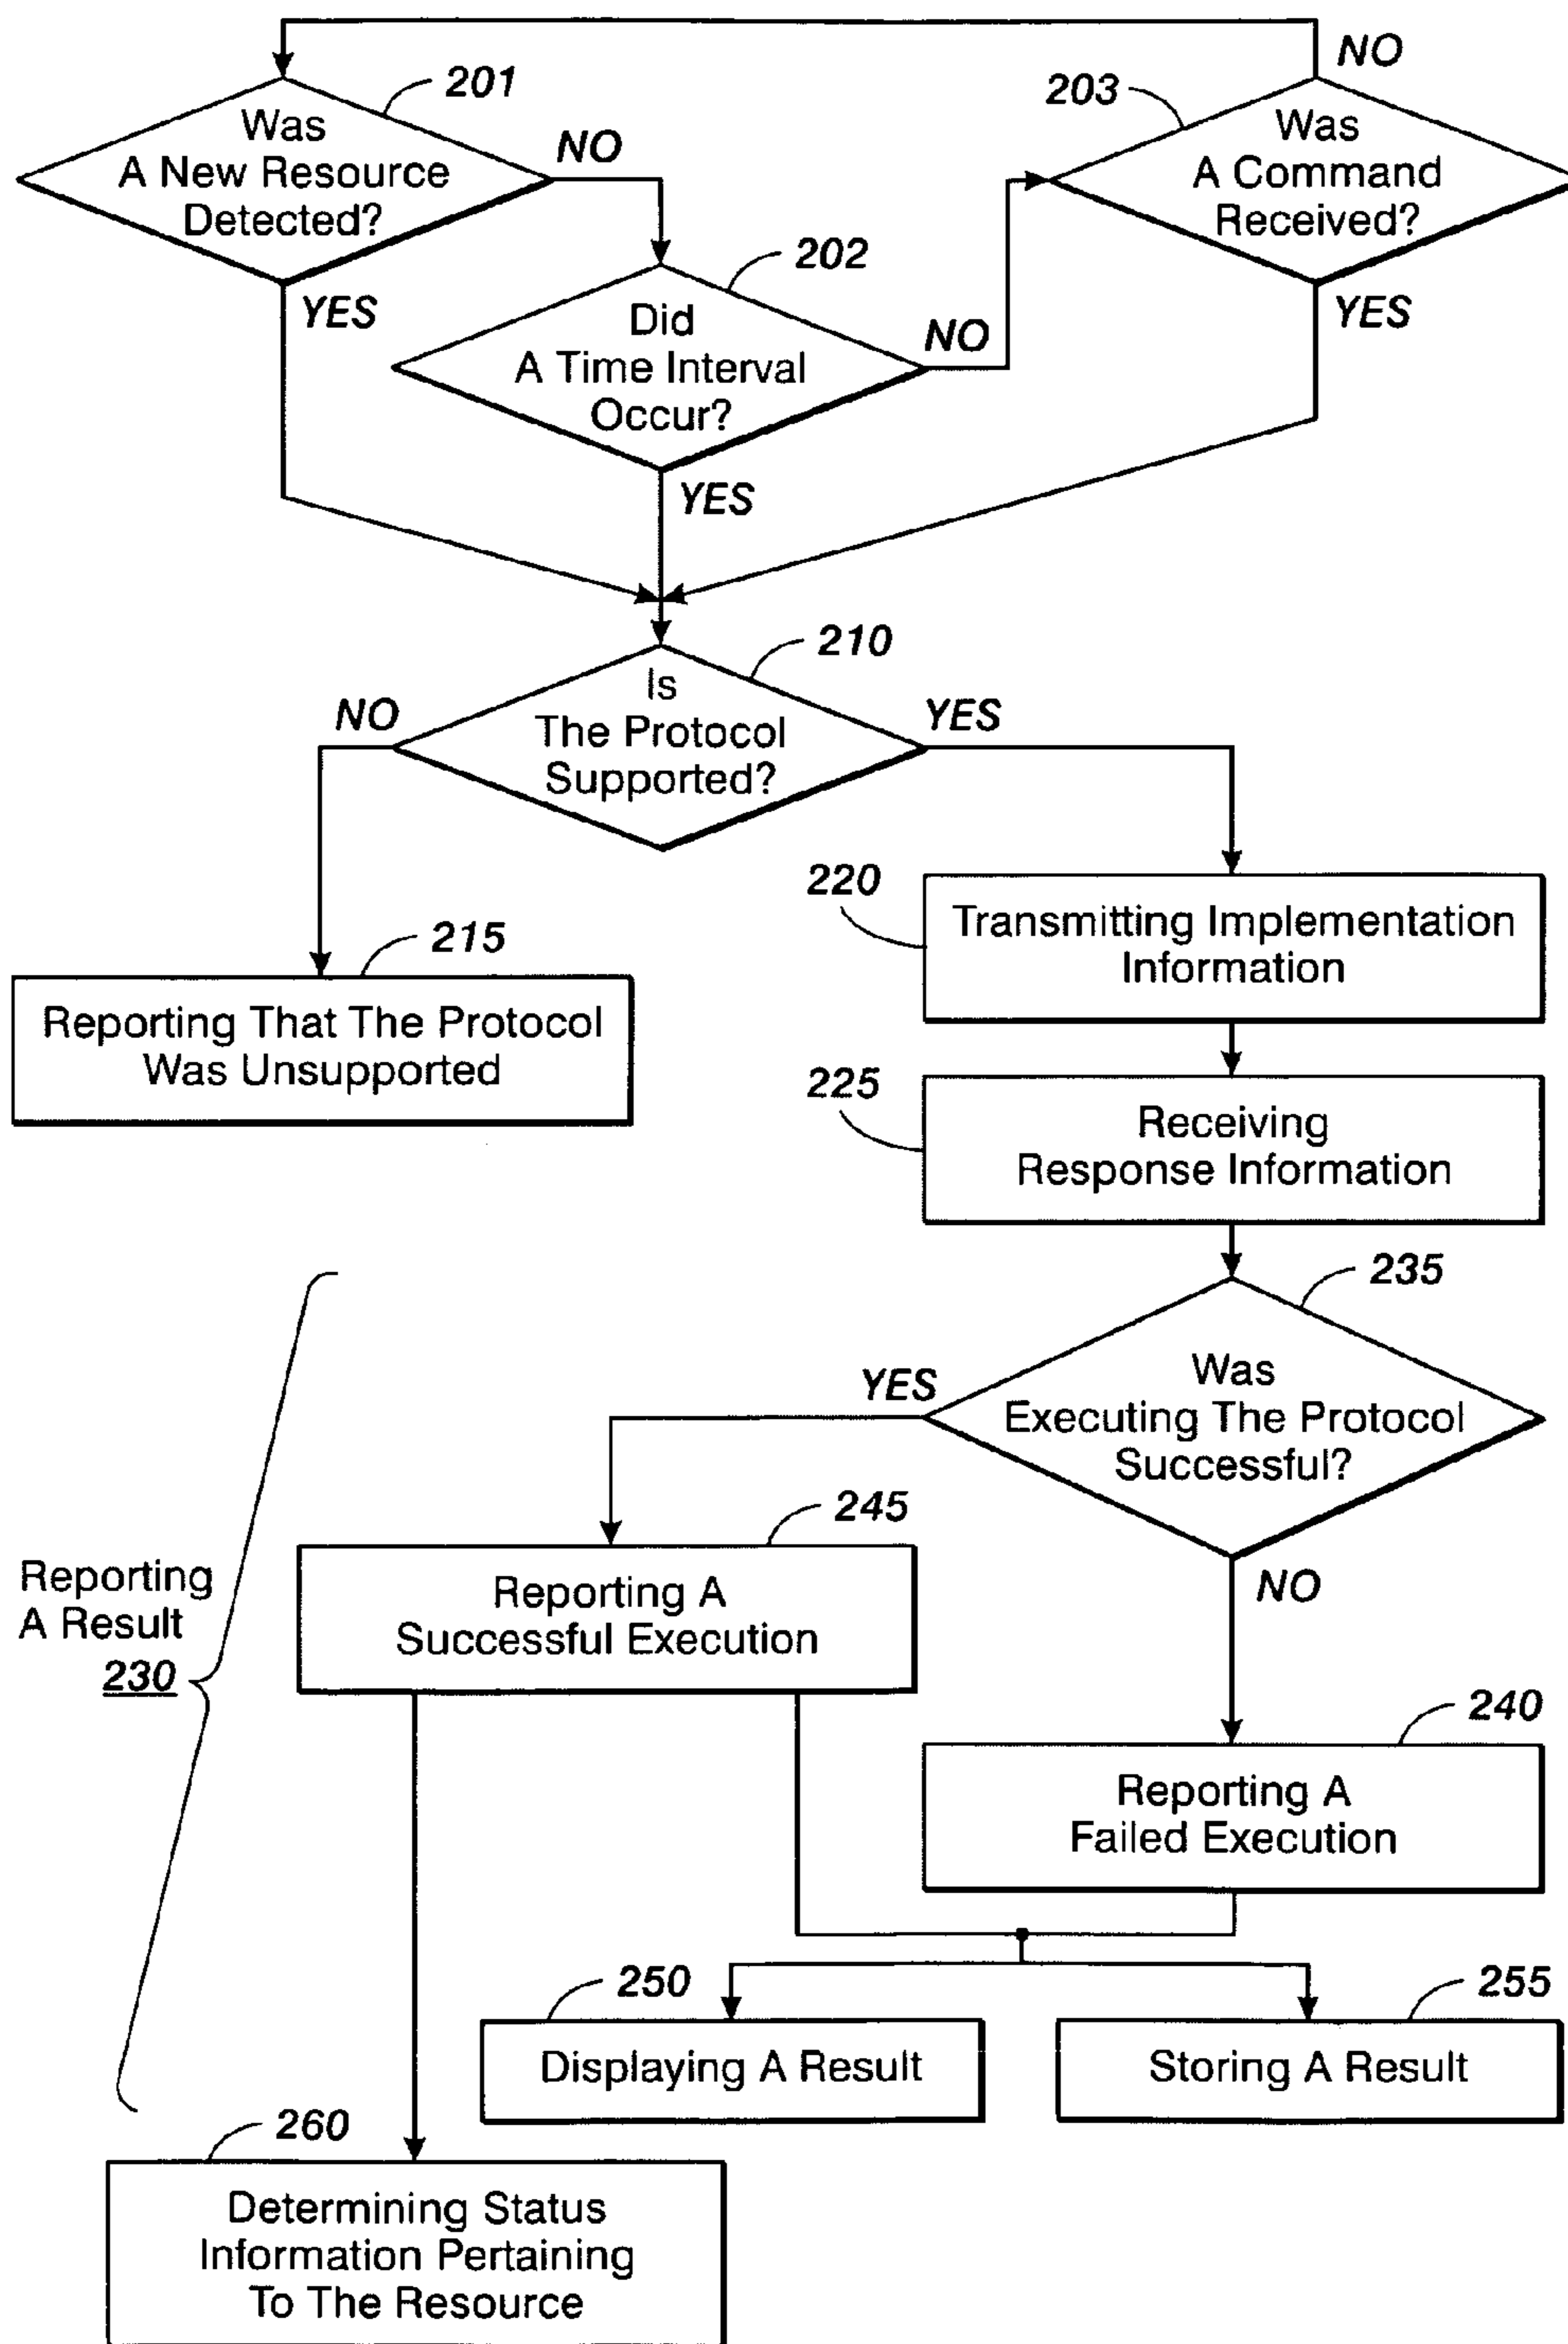 NO
201
203
Was
A New Resource
Detected?
NO
Was
A Command
Received?
202
YES
Did
A Time Interval
Occur?
NO
YES
YES
210
NO
Is
The Protocol
Supported?
YES
220
Transmitting Implementation
Information
215
Reporting That The Protocol
Was Unsupported
225
Receiving
Response Information
235
YES
Was
Executing The Protocol
Successful?
245
Reporting
A Result
230
Reporting A
Successful Execution
NO
240
Reporting A
Failed Execution
250
255
Displaying A Result
Storing A Result
260
Determining Status
Information Pertaining
To The Resource